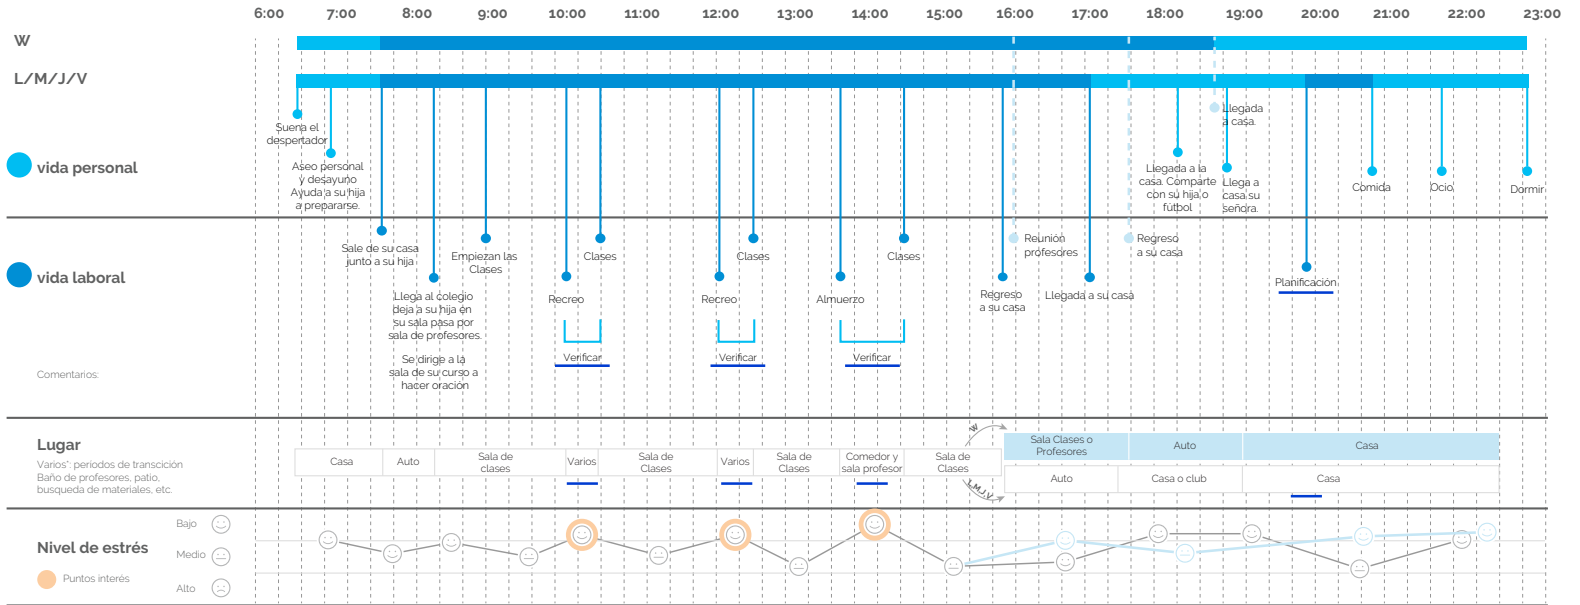 6:00 7:00 8:00 9:00 10:00 11:00 12:00 13:00 14:00 15:00 16:00 17:00 18:00 19:00 20:00 21:00 22:00 23:00
W
L/M/J/V
vida personal
Suena el
despertador
Aseo personal
y desayuno
Ayuda a su hija
a prepararse.
Llegada
a casa.
Llegada a la
casa. Comparte
con su hija o
fútbol
Llega a
casa su
señora.
Comida
Ocio
Dormir
vida laboral
Sale de su casa
junto a su hija
Llega al colegio
deja a su hija en
su sala pasa por
sala de profesores.
Se dirige a la
sala de su curso a
hacer oración
Empiezan las
Clases
Recreo
Clases
Verificar
Recreo
Clases
Verificar
Almuerzo
Clases
Verificar
Regreso
a su casa
Reunión
profesores
Llegada a su casa
Regreso
a su casa
Planificación
Comentarios:
Lugar
Varios*: periodos de transcición
Baño de profesores, patio,
busqueda de materiales, etc.
Casa
Auto
Sala de
clases
Varios
Sala de
Clases
Varios
Sala de
Clases
Comedor y
sala profesor
Sala de
Clases
W
Sala Clases o
Profesores
Auto
Casa
L,M,J,V
Auto
Casa o club
Casa
Nivel de estrés
Puntos interés
Bajo
Medio
Alto